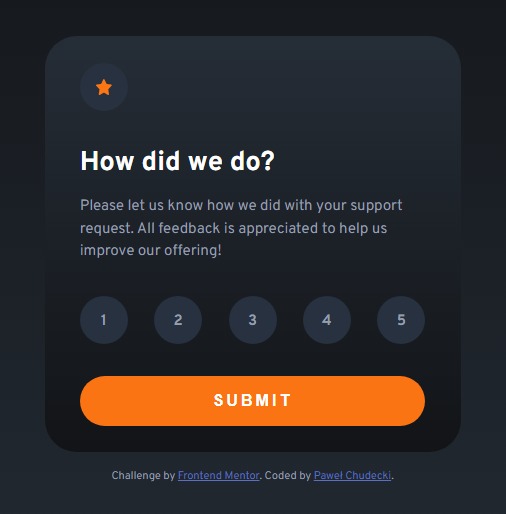 How did we do?
Please let us know how we did with your support
request. All feedback is appreciated to help us
improve our offering!
1 2 3 4 5
SUBMIT
Challenge by Frontend Mentor. Coded by Paweł Chudecki.